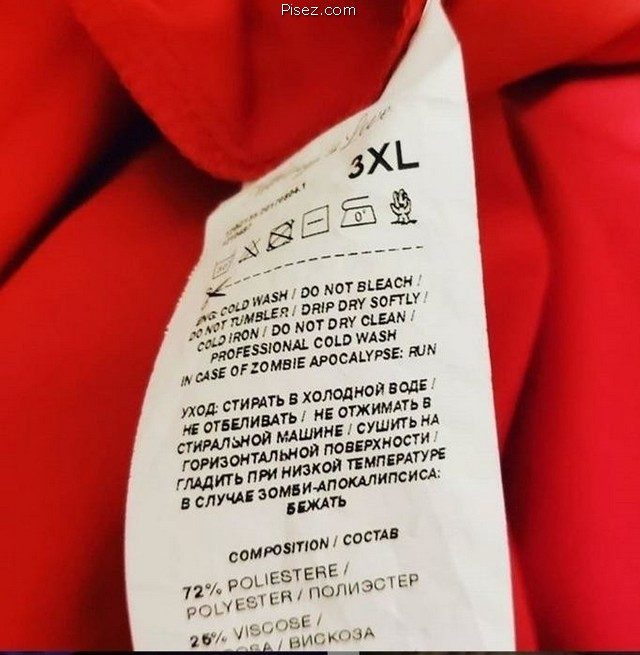 Pisez.com
3XL
ENG: COLD WASH / DO NOT BLEACH /
DO NOT TUMBLER / DRIP DRY SOFTLY /
COLD IRON / DO NOT DRY CLEAN /
PROFESSIONAL COLD WASH
IN CASE OF ZOMBIE APOCALYPSE: RUN
УХОД: СТИРАТЬ В ХОЛОДНОЙ ВОДЕ /
НЕ ОТБЕЛИВАТЬ / НЕ ОТЖИМАТЬ В
СТИРАЛЬНОЙ МАШИНЕ / СУШИТЬ НА
ГОРИЗОНТАЛЬНОЙ ПОВЕРХНОСТИ /
ГЛАДИТЬ ПРИ НИЗКОЙ ТЕМПЕРАТУРЕ
В СЛУЧАЕ ЗОМБИ-АПОКАЛИПСИСА:
БЕЖАТЬ
COMPOSITION / СОСТАВ
72% POLIESTERE /
POLYESTER / ПОЛИЭСТЕР
25% VISCOSE /
/ ВИСКОЗА